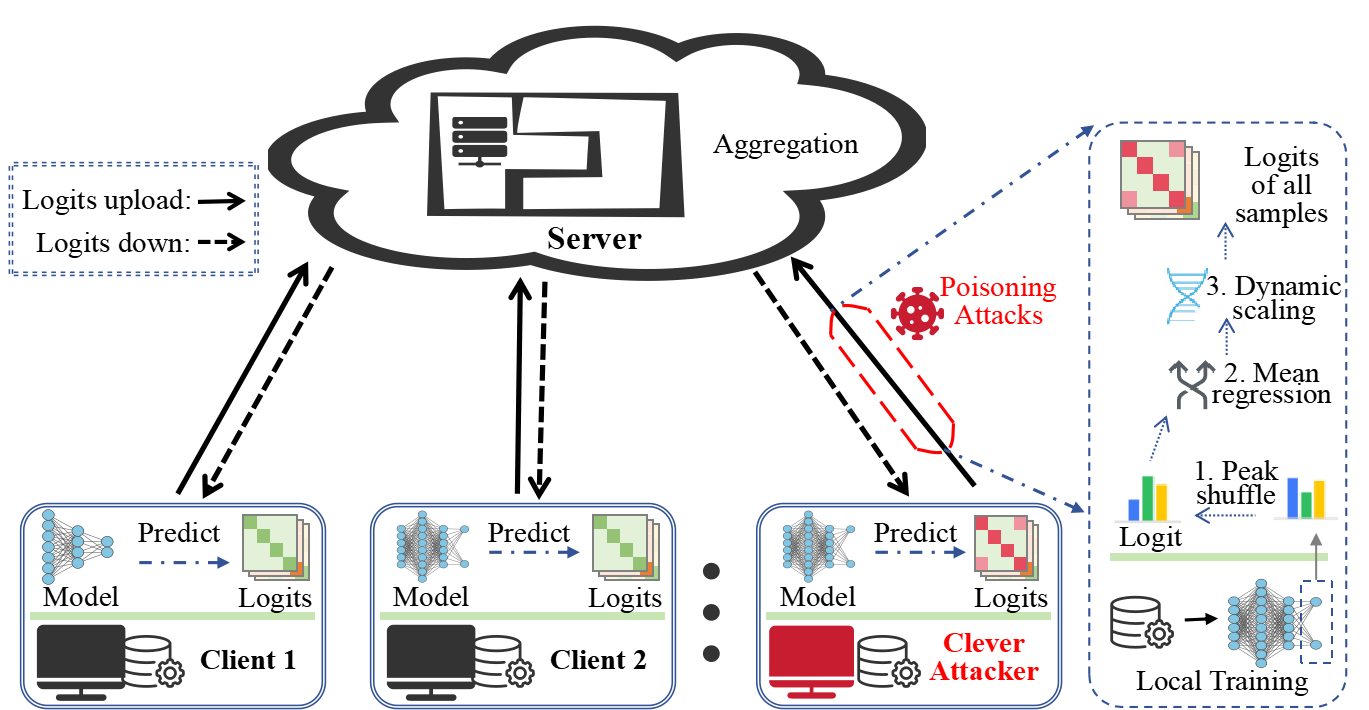 Aggregation
Server
Logits upload:
Logits down:
Poisoning
Attacks
Logits
of all
samples
3. Dynamic
scaling
2. Mean
regression
1. Peak
shuffle
Logit
Local Training
Predict
Model
Logits
Client 1
Predict
Model
Logits
Client 2
Predict
Model
Logits
Clever
Attacker